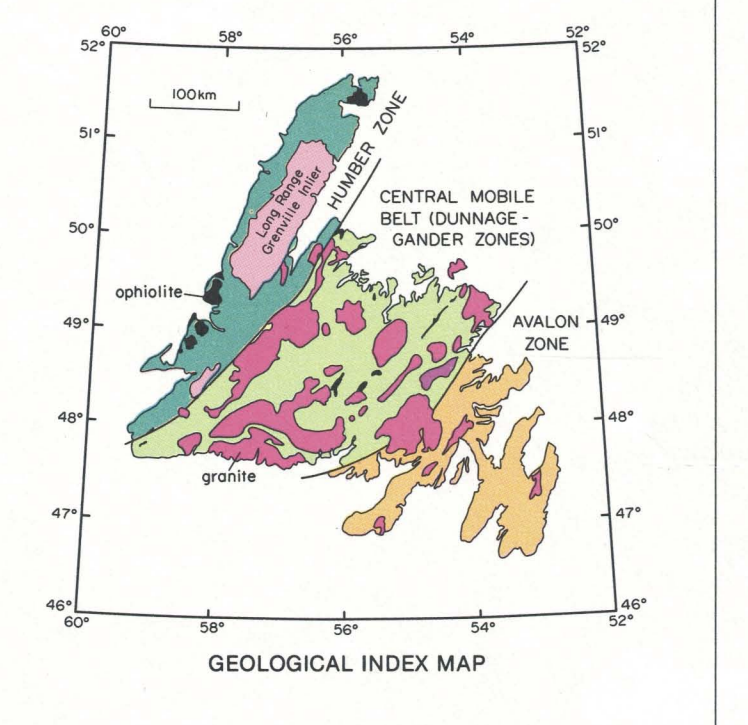 60°
58°
56°
54°
52°
52°
52°
100km
51°
51°
HUMBER ZONE
Long Range
Grenville Inlier
CENTRAL MOBILE
BELT (DUNNAGE-
GANDER ZONES)
50°
50°
ophiolite
49°
49°
AVALON
ZONE
48°
48°
granite
47°
47°
46°
46°
60°
58°
56°
54°
52°
GEOLOGICAL INDEX MAP